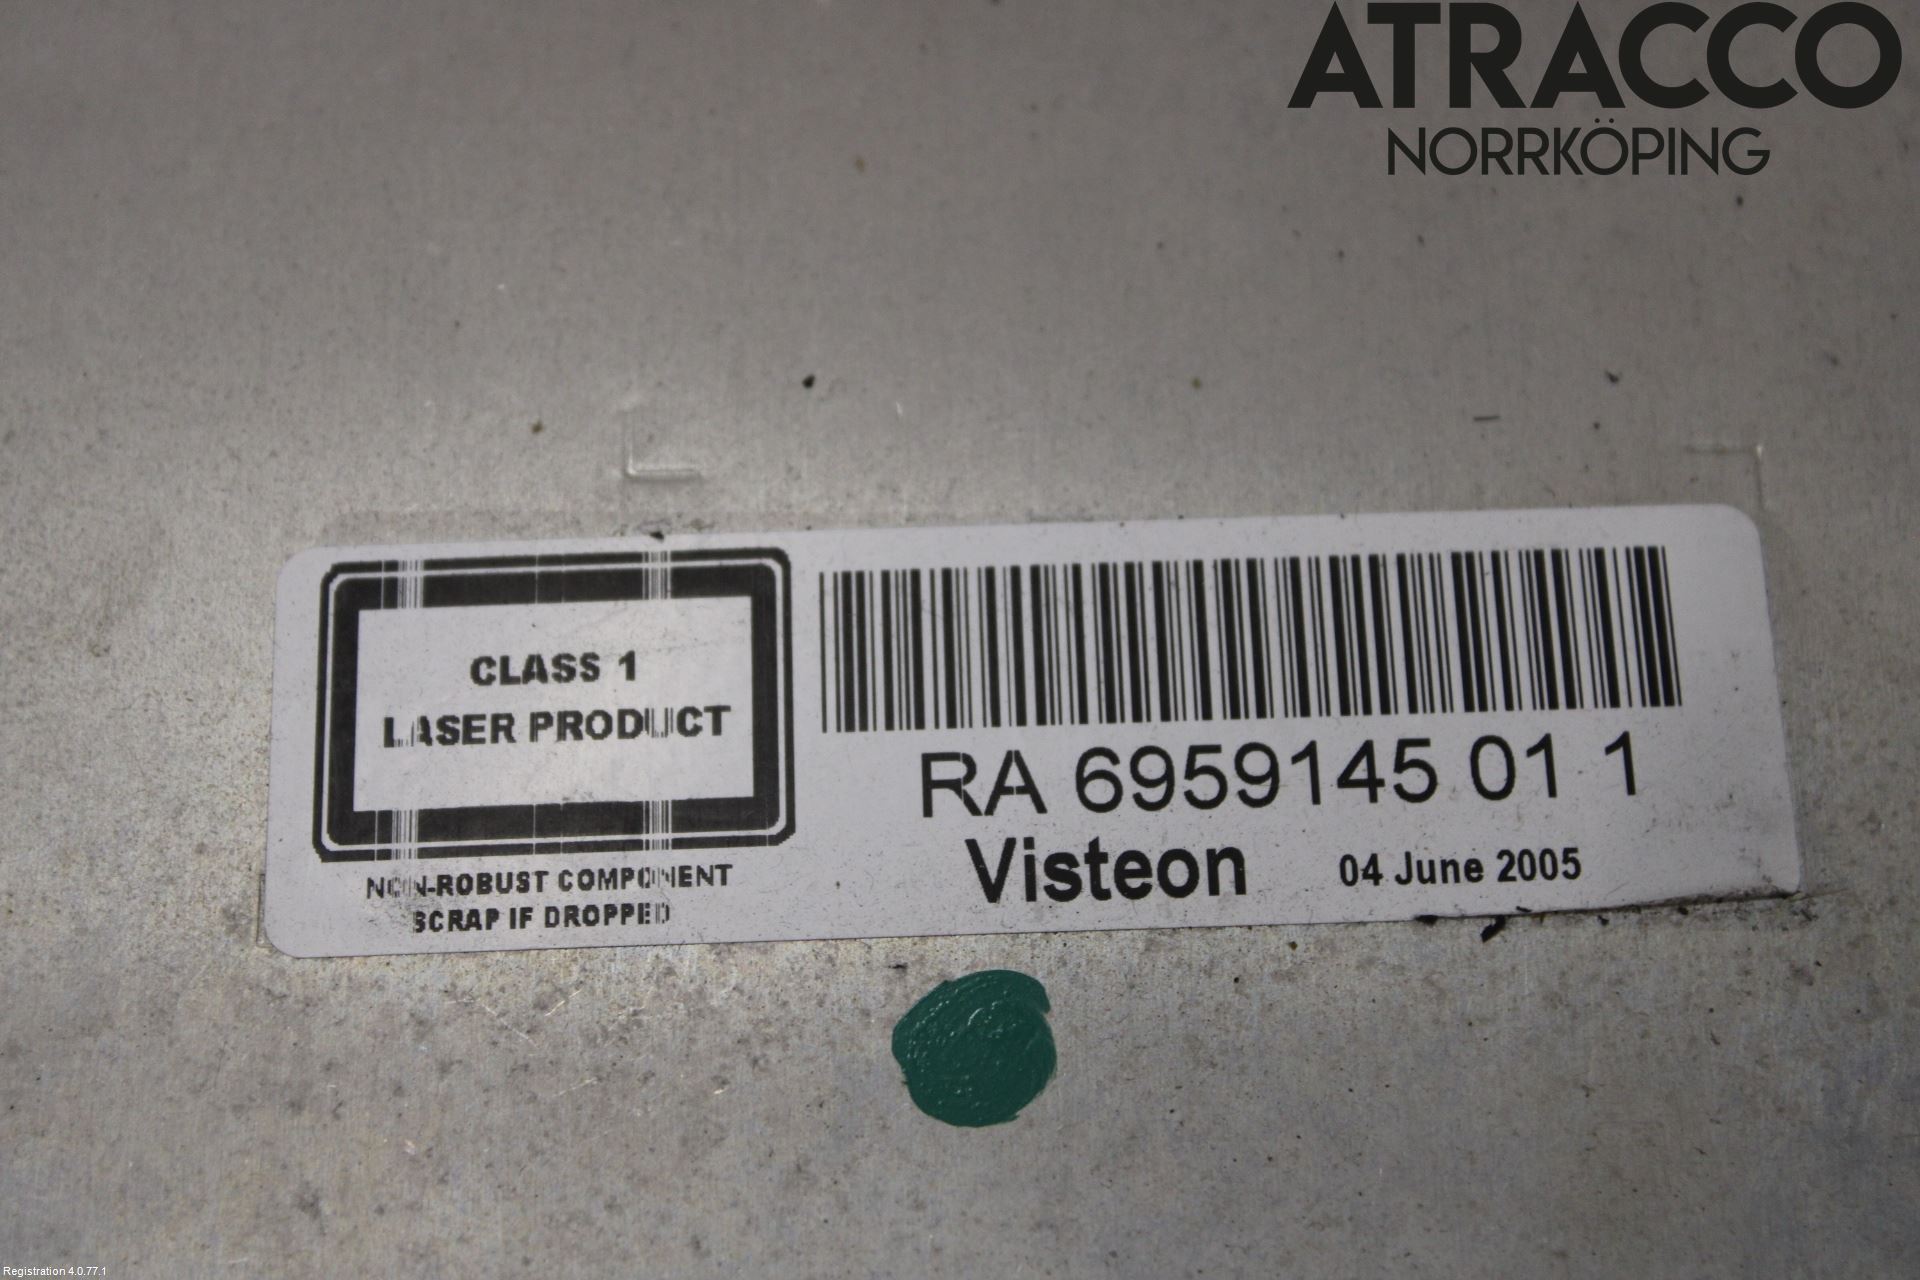 ATRACCO
NORRKÖPING
CLASS 1
LASER PRODUCT
NON-ROBUST COMPONENT
SCRAP IF DROPPED
RA 6959145 01 1
Visteon 04 June 2005
Registration 4.0.77.1